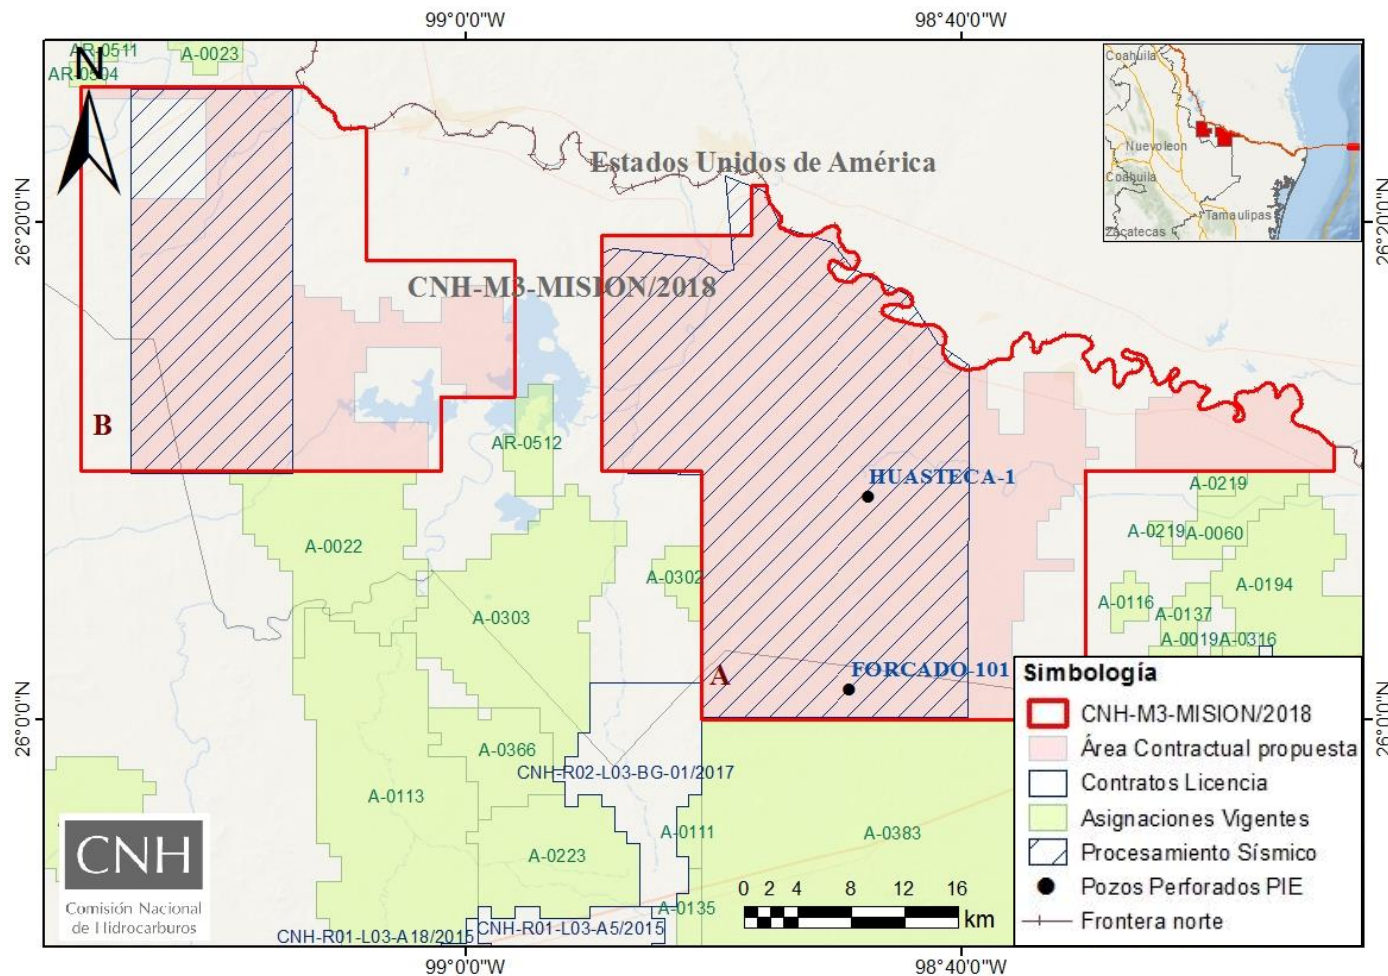 99°0'0"W
98°40'0"W
AR-0511
A-0023
AR-0504
N
Estados Unidos de América
CNH-M3-MISION/2018
Coahuila
Nuevoleon
Coahuila
Tamaulipas
Zacatecas
26°20'0"N
26°20'0"N
B
AR-0512
HUASTECA-1
A-0219
A-0219
A-0060
A-0022
A-0302
A-0194
A-0303
A-0116
A-0137
A-0019
A-0316
A
FORCADO-101
26°0'0"N
26°0'0"N
A-0366
CNH-R02-L03-BG-01/2017
A-0113
A-0111
A-0383
A-0223
A-0135
CNH-R01-L03-A18/2015
CNH-R01-L03-A5/2015
Simbología
CNH-M3-MISION/2018
Área Contractual propuesta
Contratos Licencia
Asignaciones Vigentes
Procesamiento Sísmico
Pozos Perforados PIE
Frontera norte
0 2 4 8 12 16
km
CNH
Comisión Nacional
de Hidrocarburos
99°0'0"W
98°40'0"W